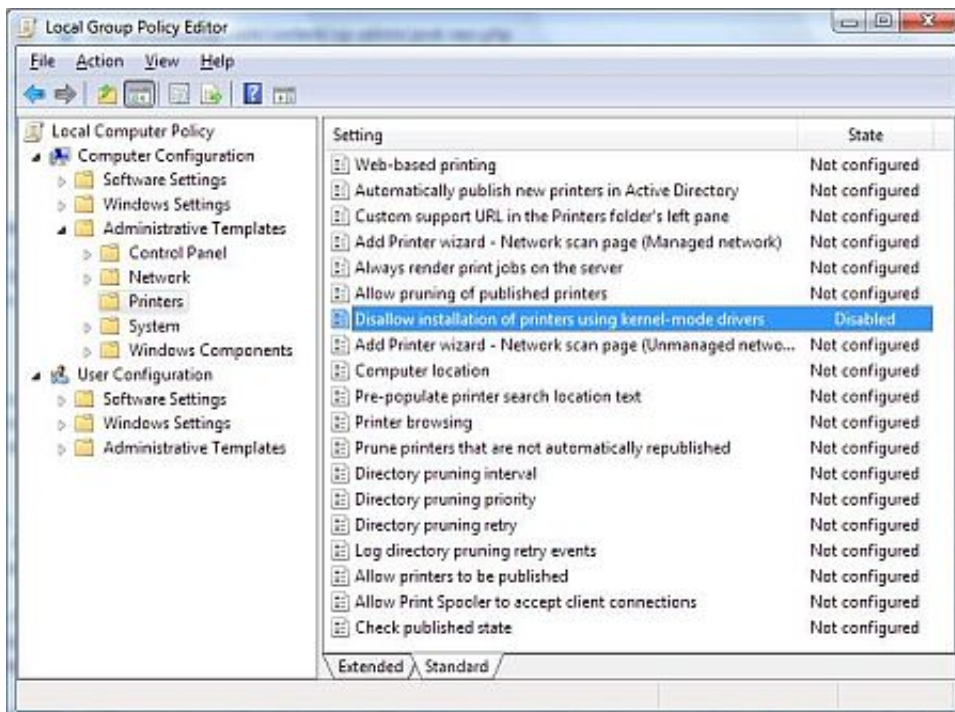 Local Group Policy Editor
File Action View Help
Local Computer Policy
Computer Configuration
Software Settings
Windows Settings
Administrative Templates
Control Panel
Network
Printers
System
Windows Components
User Configuration
Software Settings
Windows Settings
Administrative Templates
Setting State
Web-based printing Not configured
Automatically publish new printers in Active Directory Not configured
Custom support URL in the Printers folder's left pane Not configured
Add Printer wizard - Network scan page (Managed network) Not configured
Always render print jobs on the server Not configured
Allow pruning of published printers Not configured
Disallow installation of printers using kernel-mode drivers Disabled
Add Printer wizard - Network scan page (Unmanaged netwo... Not configured
Computer location Not configured
Pre-populate printer search location text Not configured
Printer browsing Not configured
Prune printers that are not automatically republished Not configured
Directory pruning interval Not configured
Directory pruning priority Not configured
Directory pruning retry Not configured
Log directory pruning retry events Not configured
Allow printers to be published Not configured
Allow Print Spooler to accept client connections Not configured
Check published state Not configured
Extended Standard